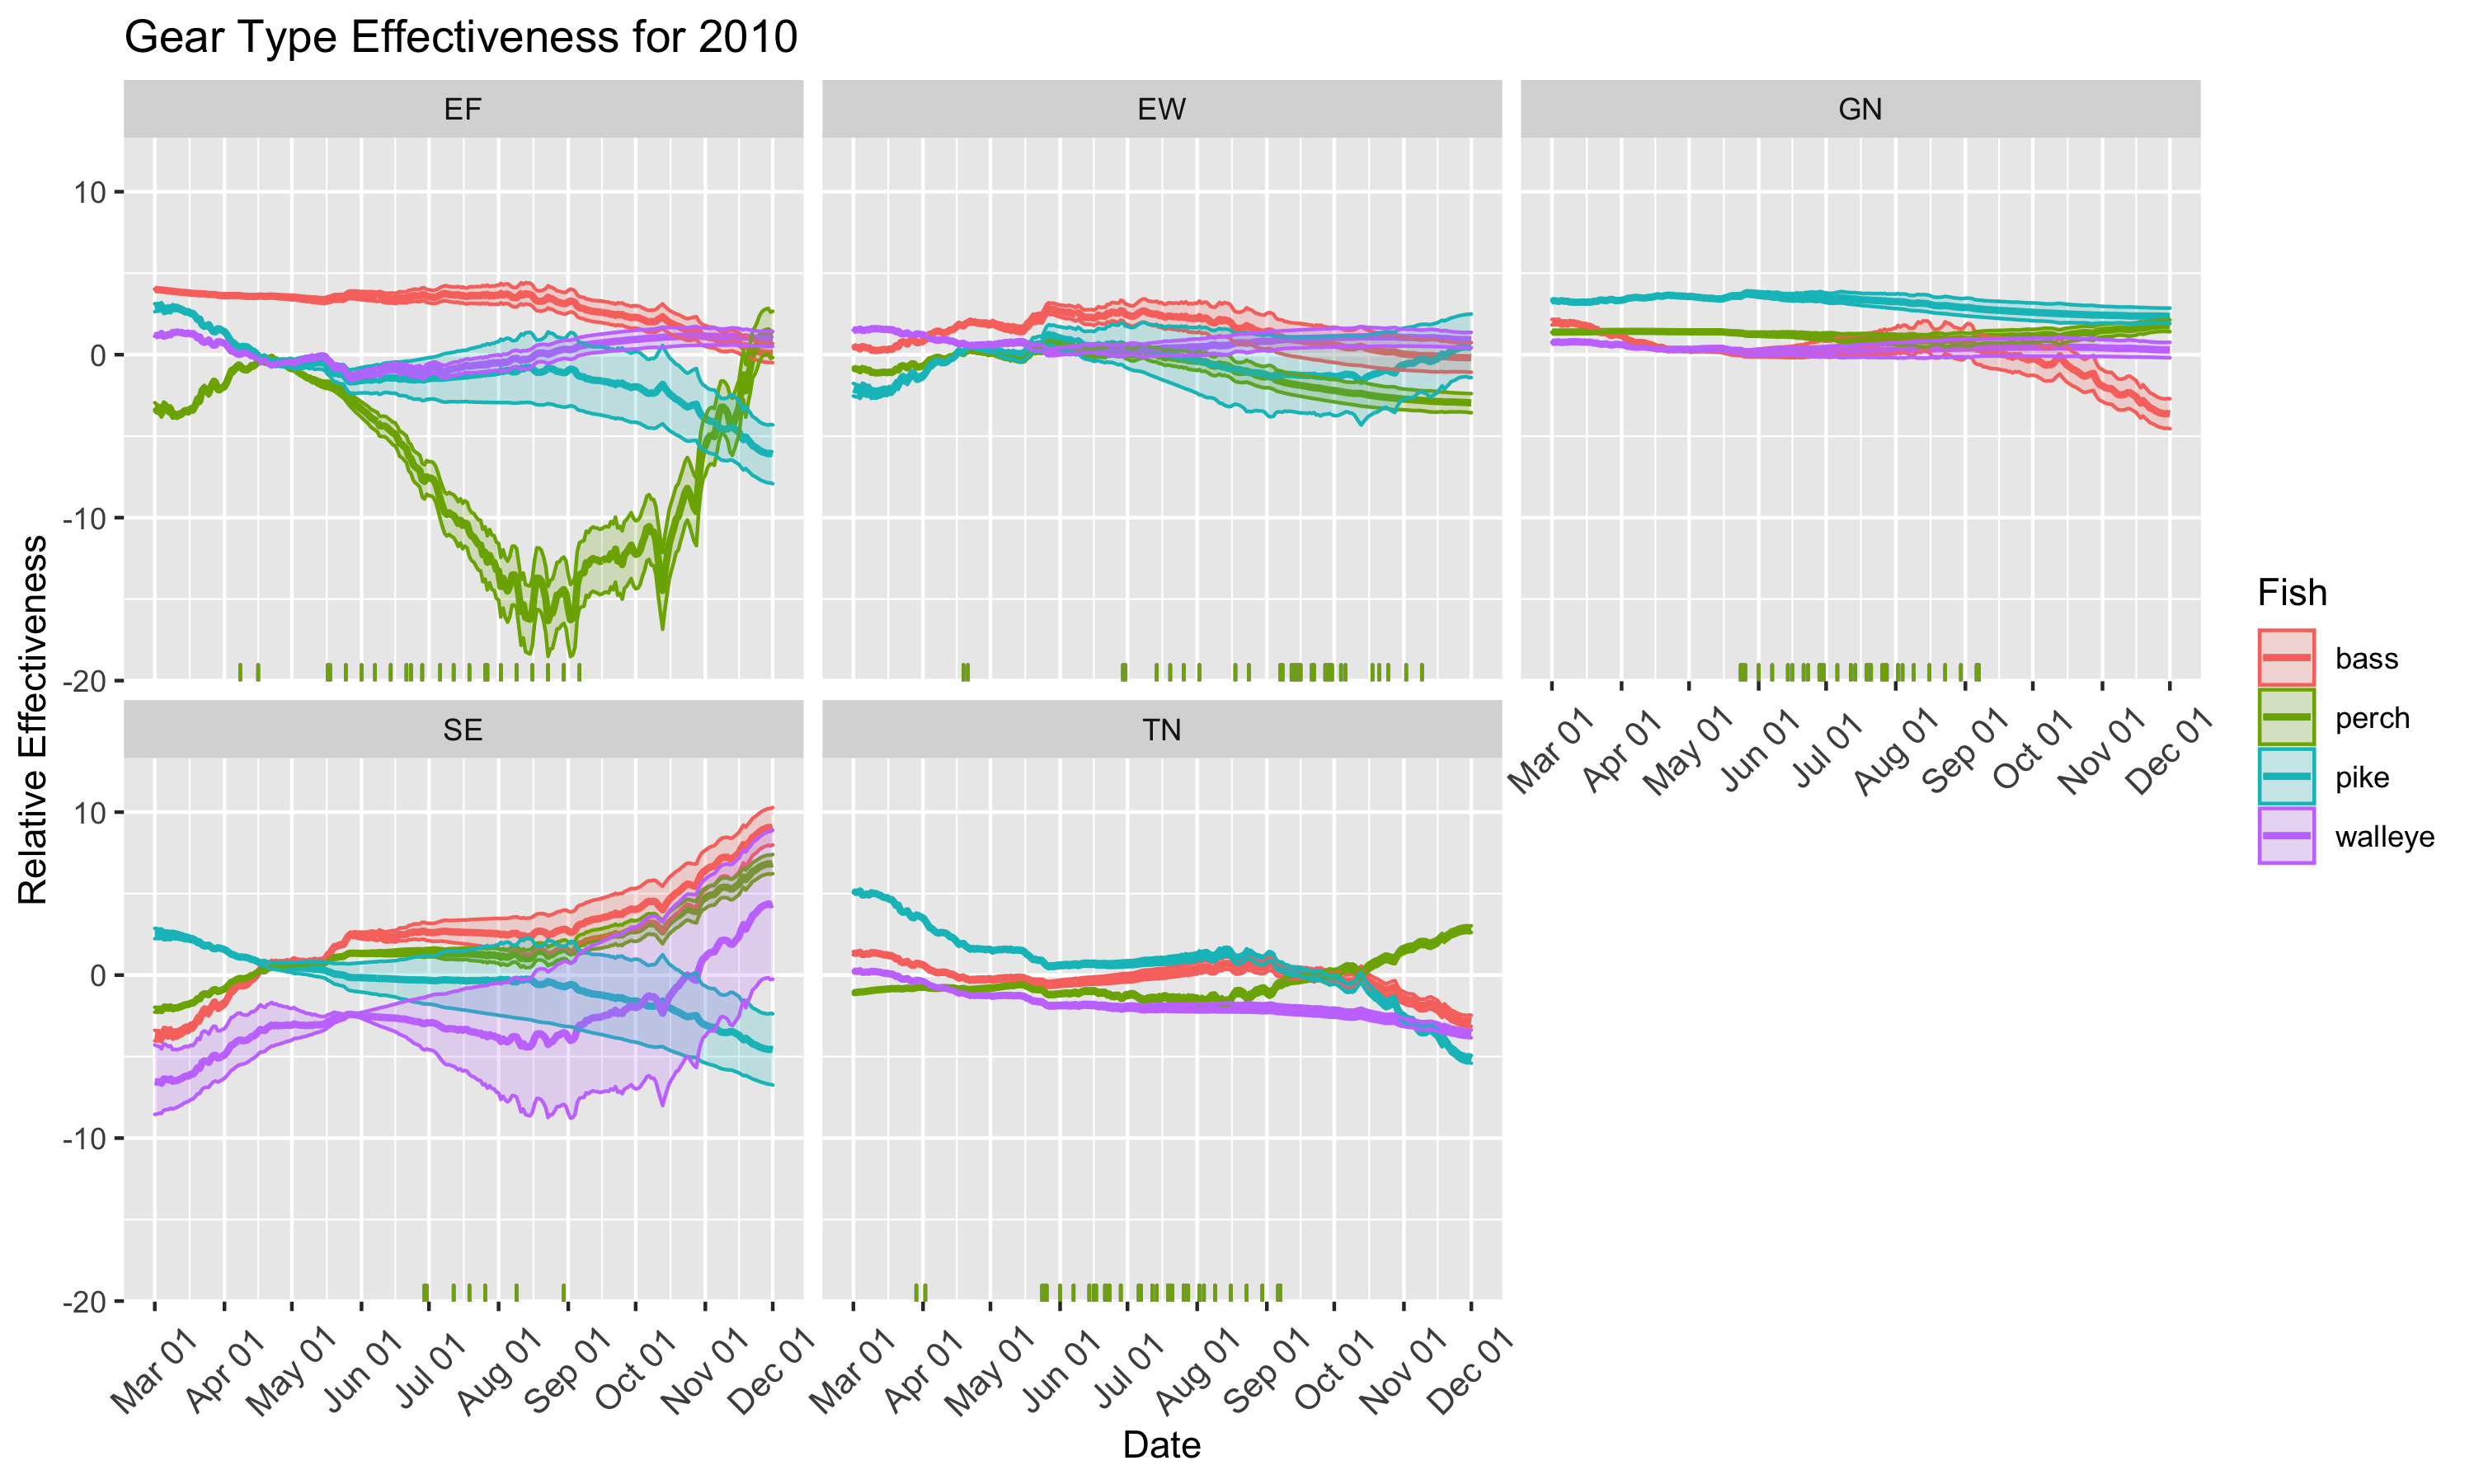 Gear Type Effectiveness for 2010
EF
EW
GN
10
0
-10
-20
Mar 01
Apr 01
May 01
Jun 01
Jul 01
Aug 01
Sep 01
Oct 01
Nov 01
Dec 01
SE
TN
10
0
-10
-20
Mar 01
Apr 01
May 01
Jun 01
Jul 01
Aug 01
Sep 01
Oct 01
Nov 01
Dec 01
Mar 01
Apr 01
May 01
Jun 01
Jul 01
Aug 01
Sep 01
Oct 01
Nov 01
Dec 01
Relative Effectiveness
Date
Fish
bass
perch
pike
walleye